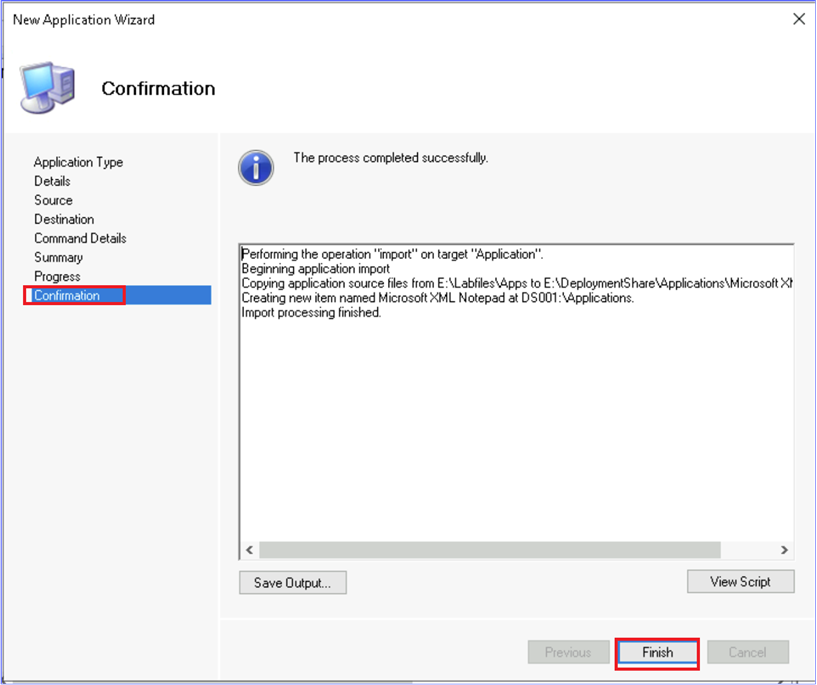 New Application Wizard
Confirmation
Application Type
Details
Source
Destination
Command Details
Summary
Progress
Confirmation
The process completed successfully.
Performing the operation "import" on target "Application".
Beginning application import
Copying application source files from E:\Labfiles\Apps to E:\DeploymentShare\Applications\Microsoft
Creating new item named Microsoft XML Notepad at DS001:\Applications.
Import processing finished.
Save Output...
View Script
Previous
Finish
Cancel